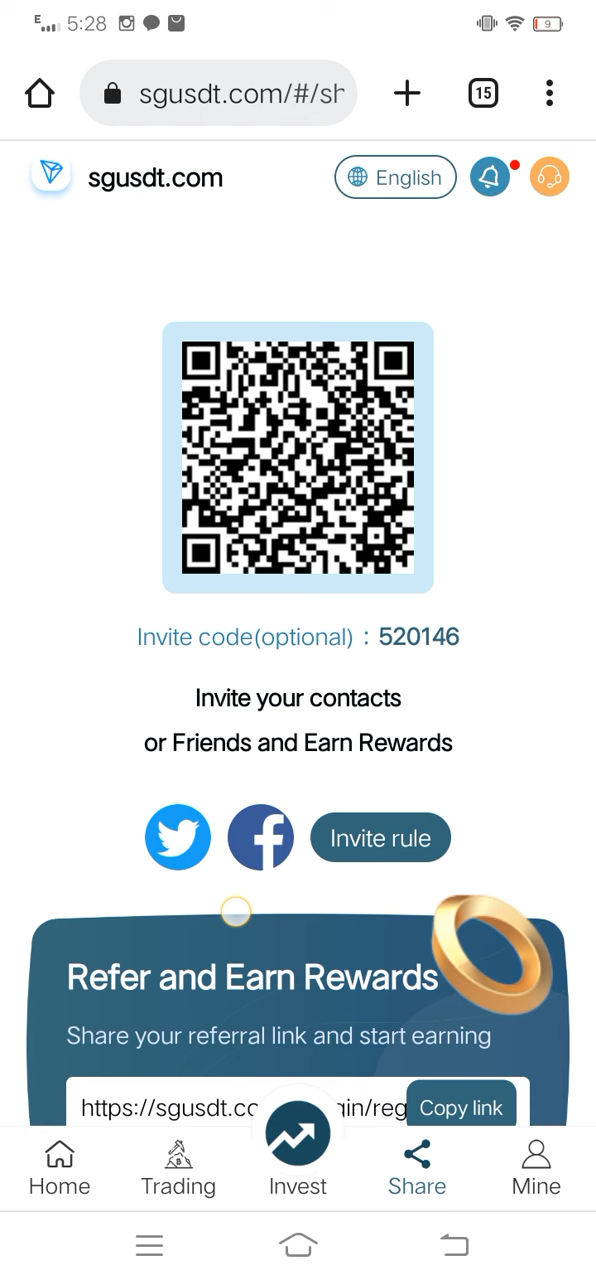 E 5:28 9
sgusdt.com/#/sh 15
sgusdt.com English
Invite code(optional) : 520146
Invite your contacts
or Friends and Earn Rewards
Invite rule
Refer and Earn Rewards
Share your referral link and start earning
https://sgusdt.co gin/reg Copy link
Home Trading Invest Share Mine